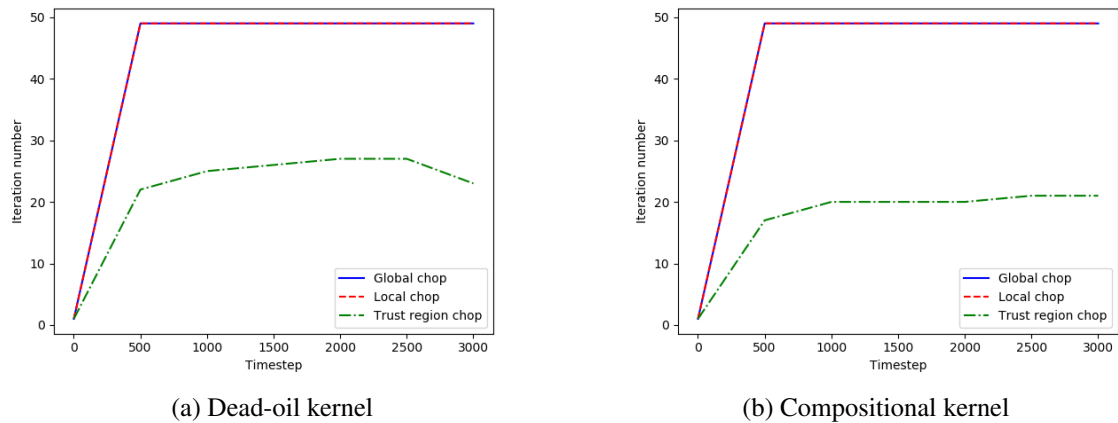 50
40
30
20
10
0
Iteration number
0 500 1000 1500 2000 2500 3000
Timestep
Global chop
Local chop
Trust region chop
(a) Dead-oil kernel
50
40
30
20
10
0
Iteration number
0 500 1000 1500 2000 2500 3000
Timestep
Global chop
Local chop
Trust region chop
(b) Compositional kernel